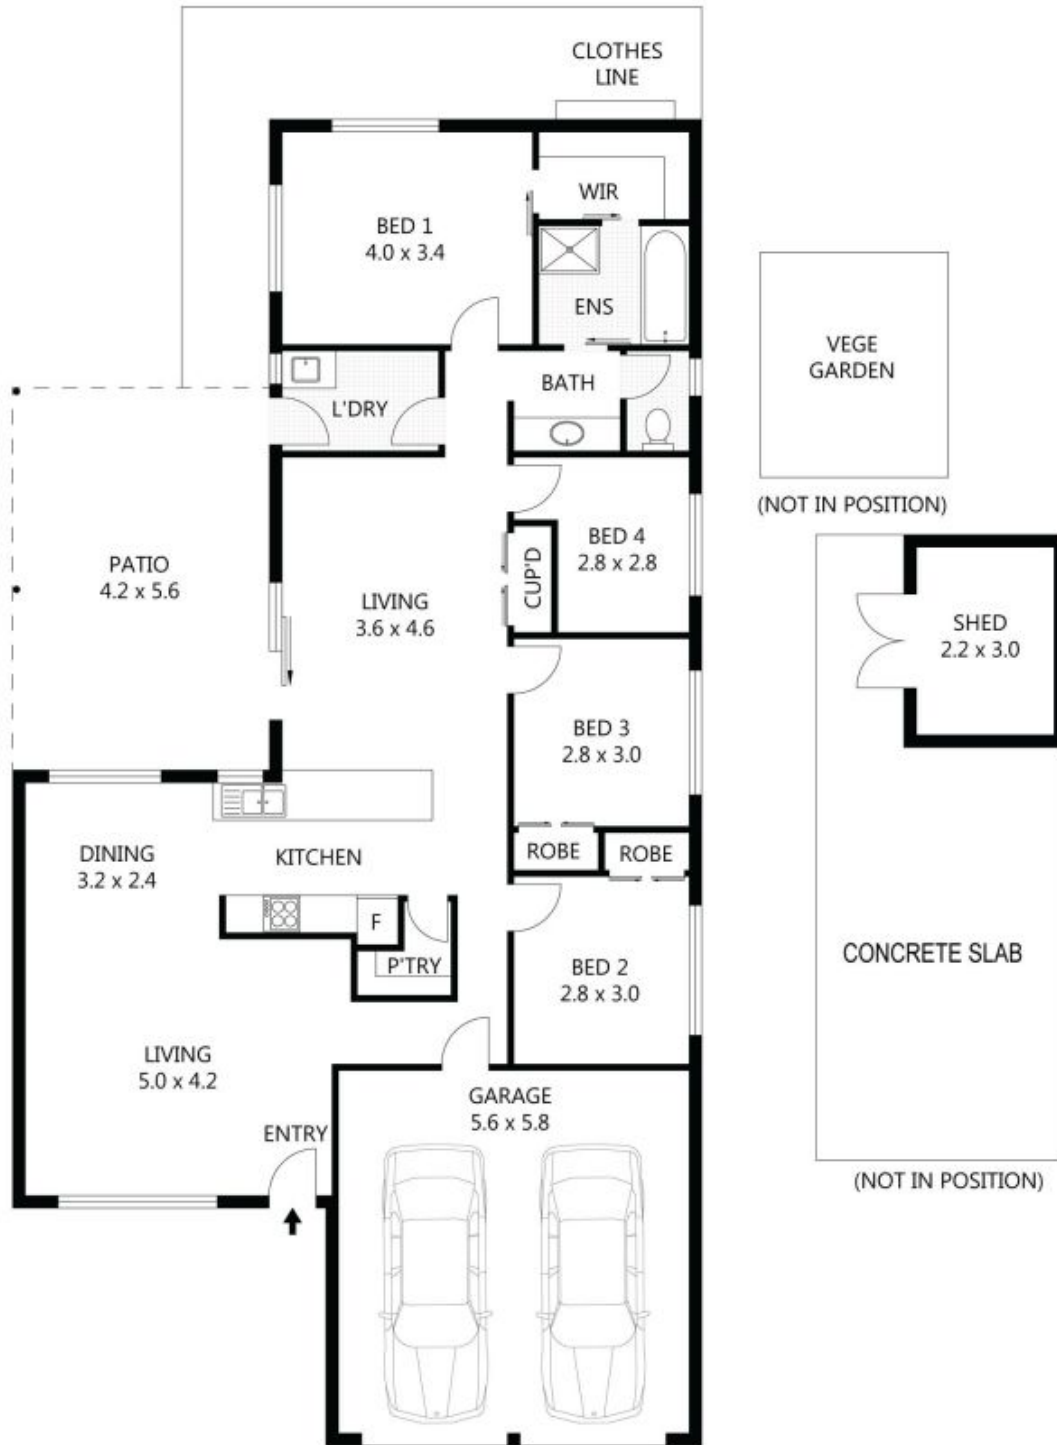 CLOTHES
LINE
WIR
BED 1
4.0 x 3.4
ENS
VEGE
GARDEN
BATH
L'DRY
(NOT IN POSITION)
BED 4
2.8 x 2.8
PATIO
4.2 x 5.6
CUP'D
LIVING
3.6 x 4.6
SHED
2.2 x 3.0
BED 3
2.8 x 3.0
DINING
3.2 x 2.4
KITCHEN
ROBE
ROBE
F
P'TRY
BED 2
2.8 x 3.0
CONCRETE SLAB
LIVING
5.0 x 4.2
GARAGE
5.6 x 5.8
ENTRY
(NOT IN POSITION)